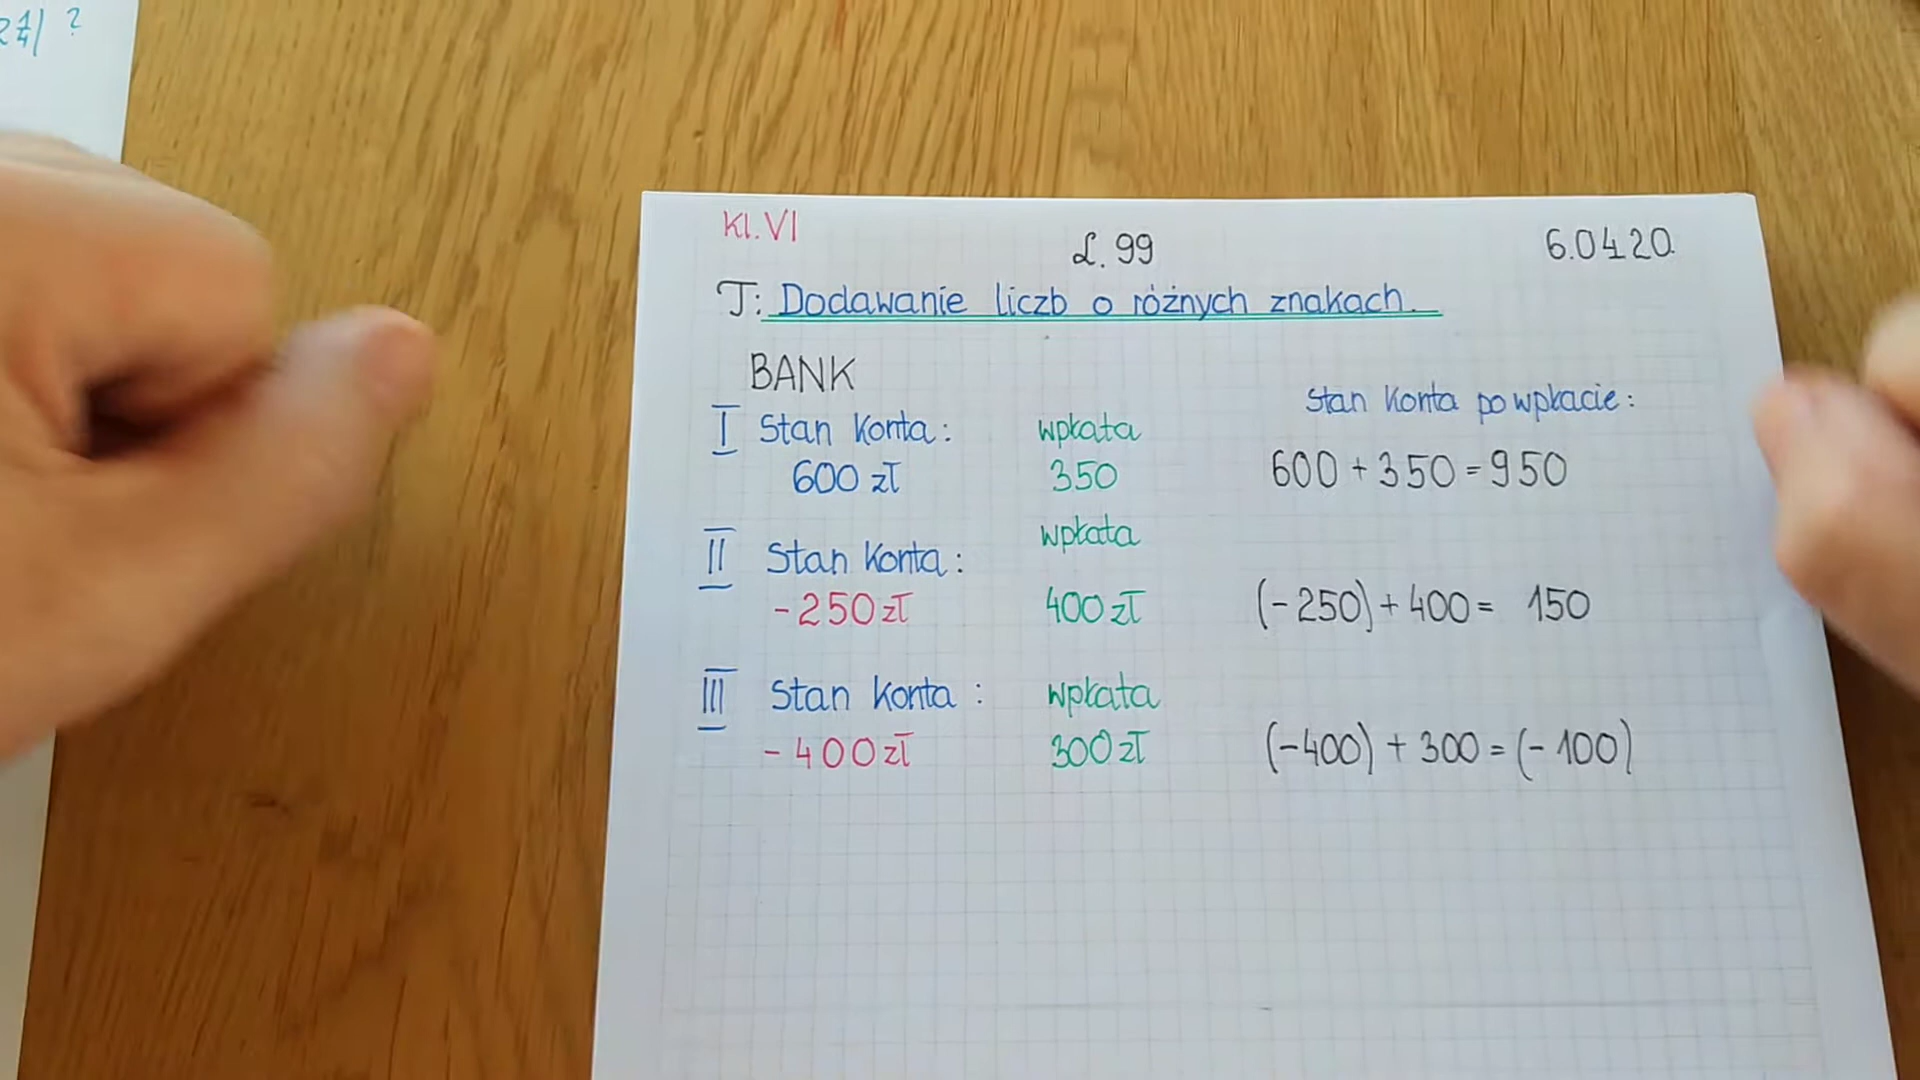 ?
Kl. VI
L. 99
6.04.20
T: Dodawanie liczb o różnych znakach.
BANK
Stan konta po wpłacie:
I Stan konta: wpłata
600 zł 350 600 + 350 = 950
II Stan konta: wpłata
-250 zł 400 zł (-250) + 400 = 150
III Stan konta: wpłata
-400 zł 300 zł (-400) + 300 = (-100)